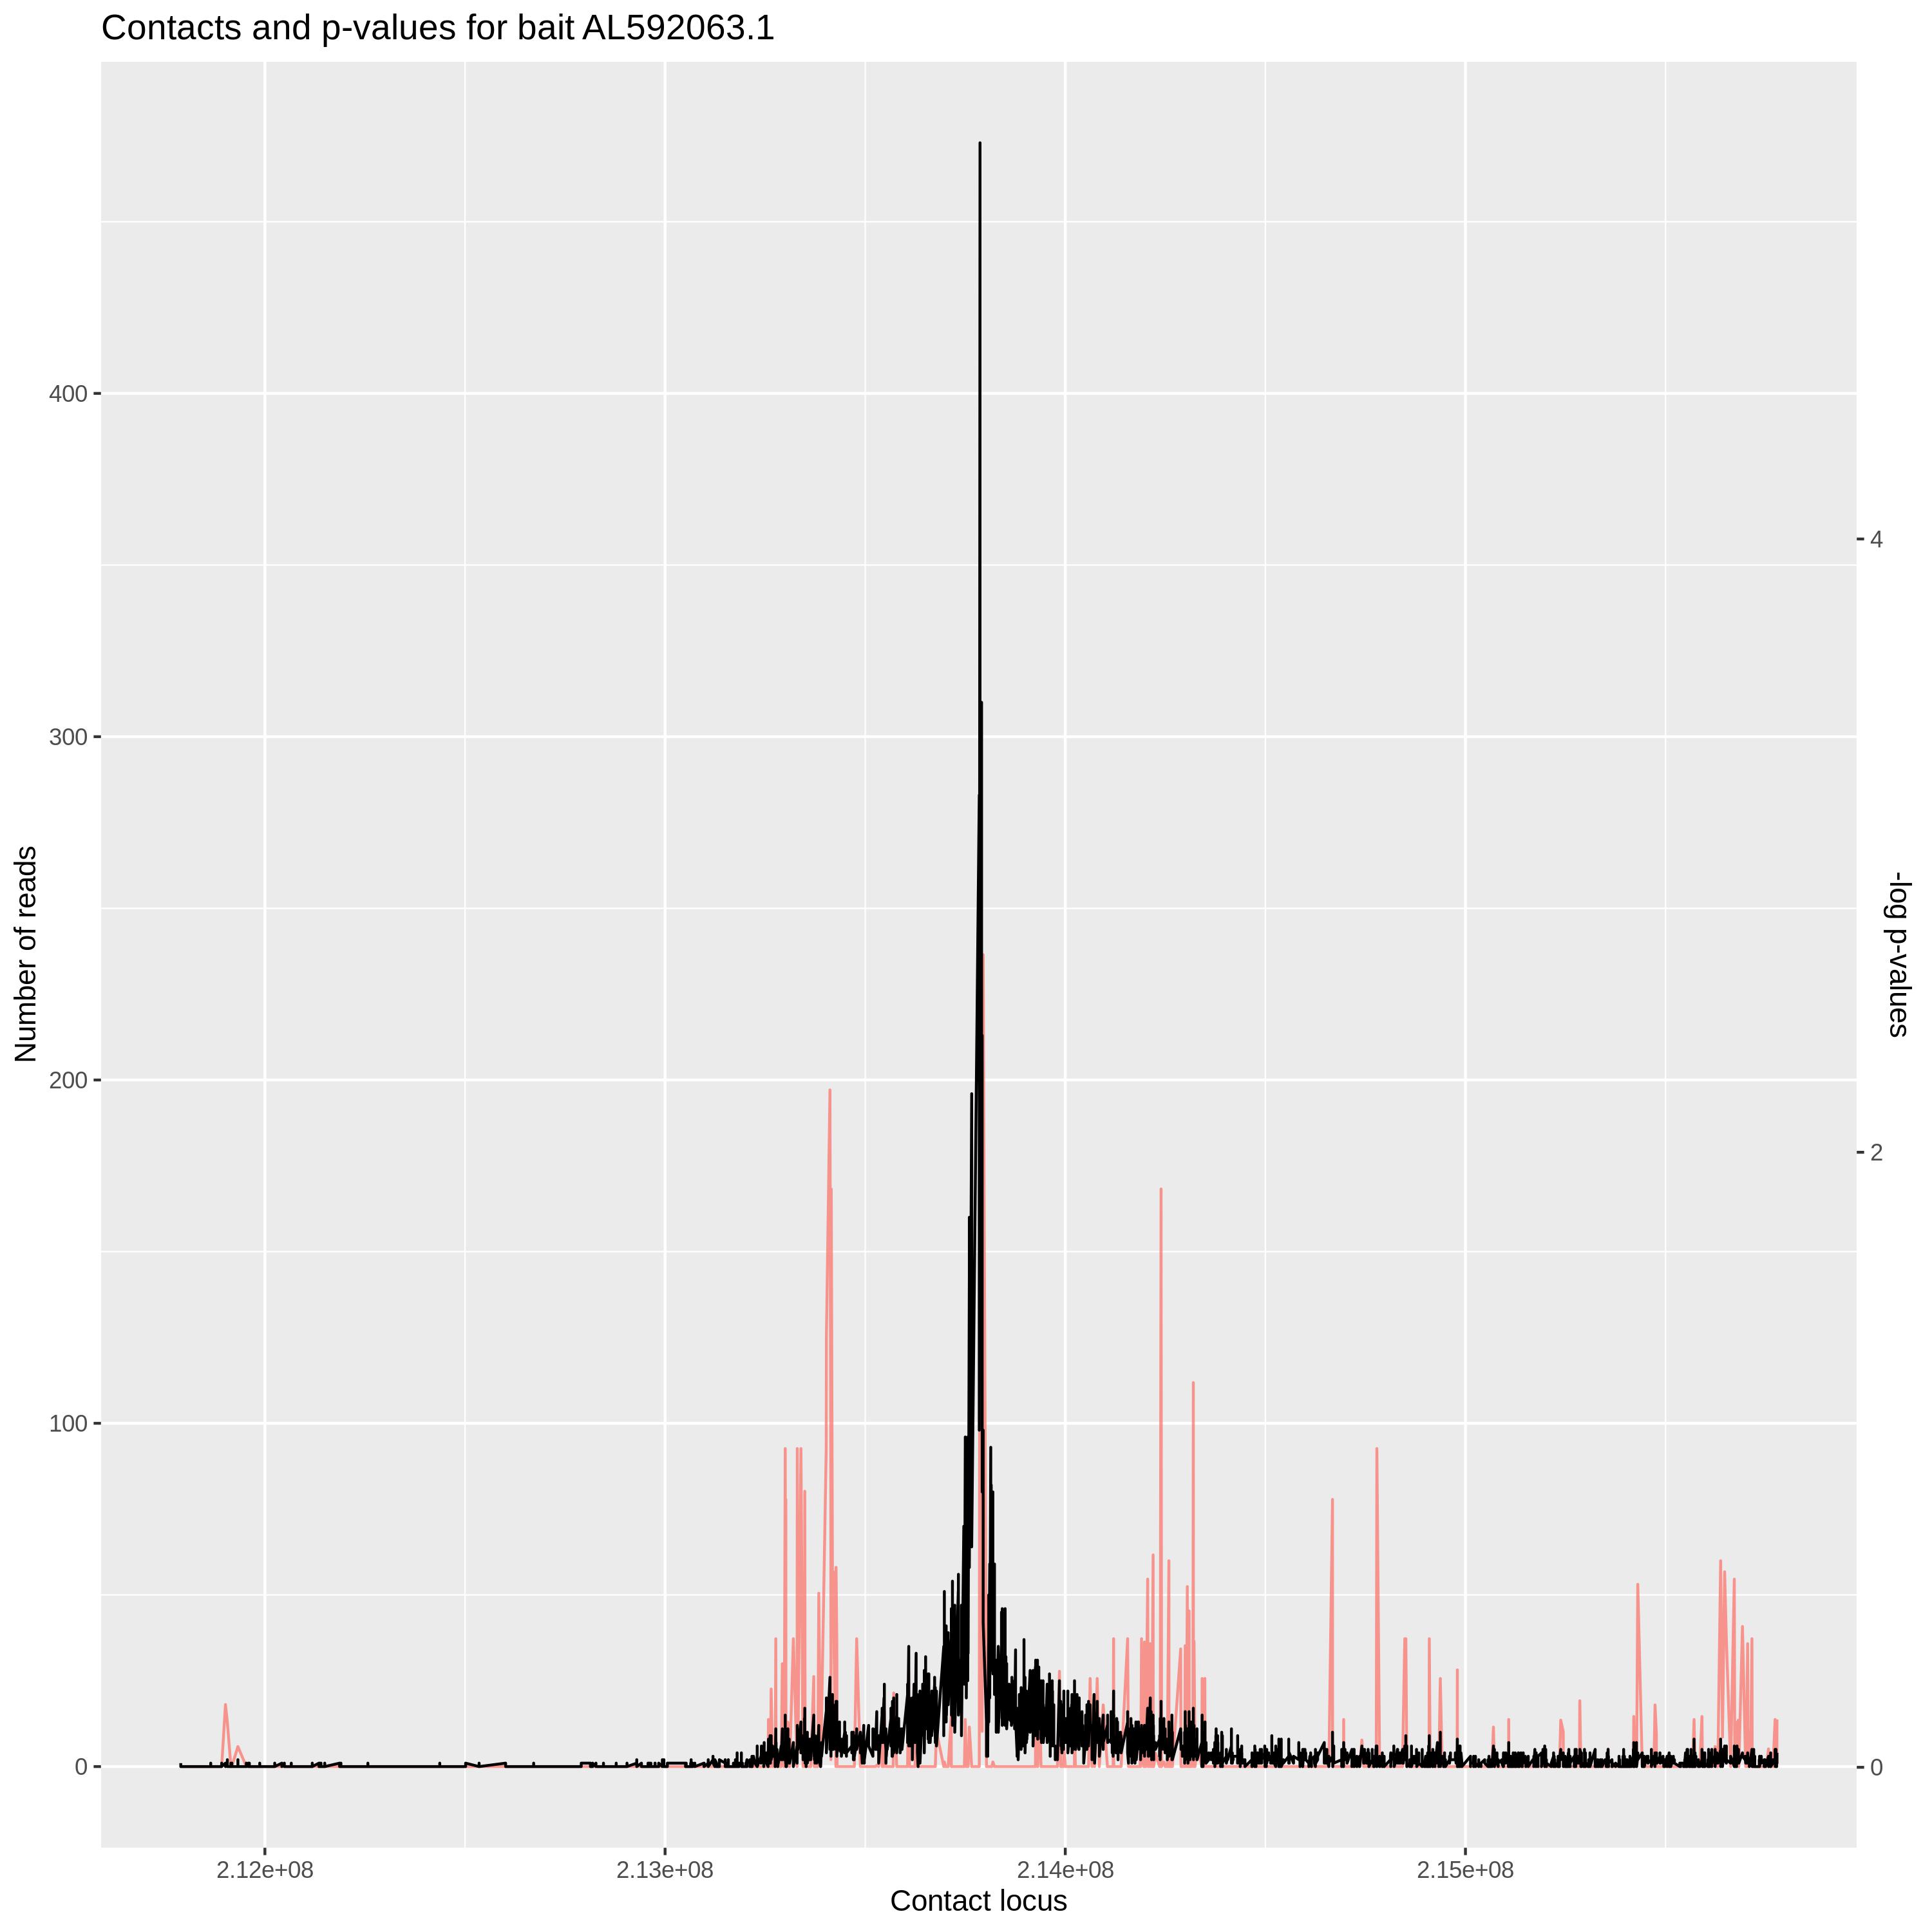 Contacts and p-values for bait AL592063.1
400
300
200
100
0
Number of reads
4
2
0
-log p-values
2.12e+08
2.13e+08
2.14e+08
2.15e+08
Contact locus